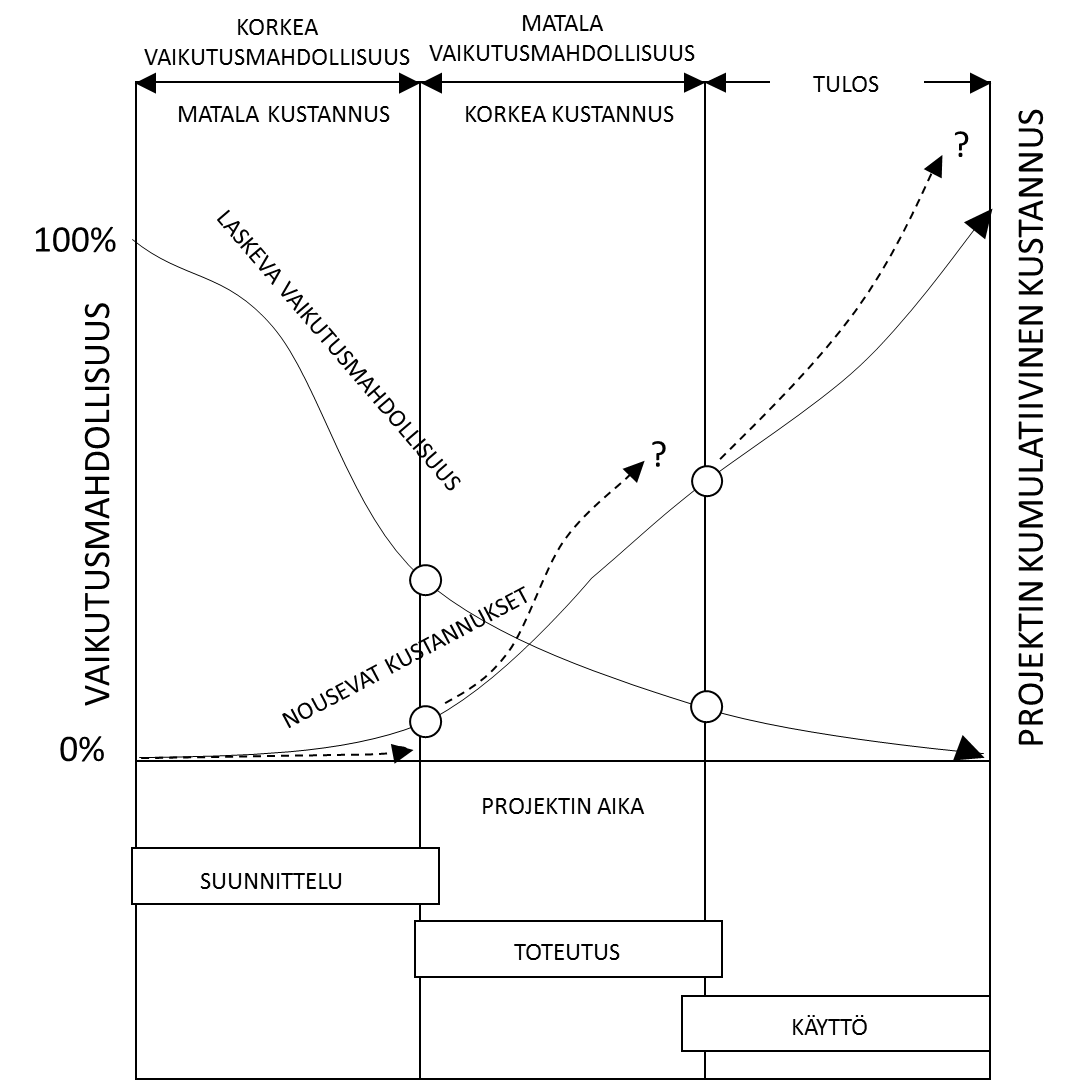 KORKEA
VAIKUTUSMAHDOLLISUUS
MATALA
VAIKUTUSMAHDOLLISUUS
TULOS
MATALA KUSTANNUS
KORKEA KUSTANNUS
?
100%
LASKEVA VAIKUTUSMAHDOLLISUUS
VAIKUTUSMAHDOLLISUUS
PROJEKTIN KUMULATIIVINEN KUSTANNUS
?
NOUSEVAT KUSTANNUKSET
0%
PROJEKTIN AIKA
SUUNNITTELU
TOTEUTUS
KÄYTTÖ